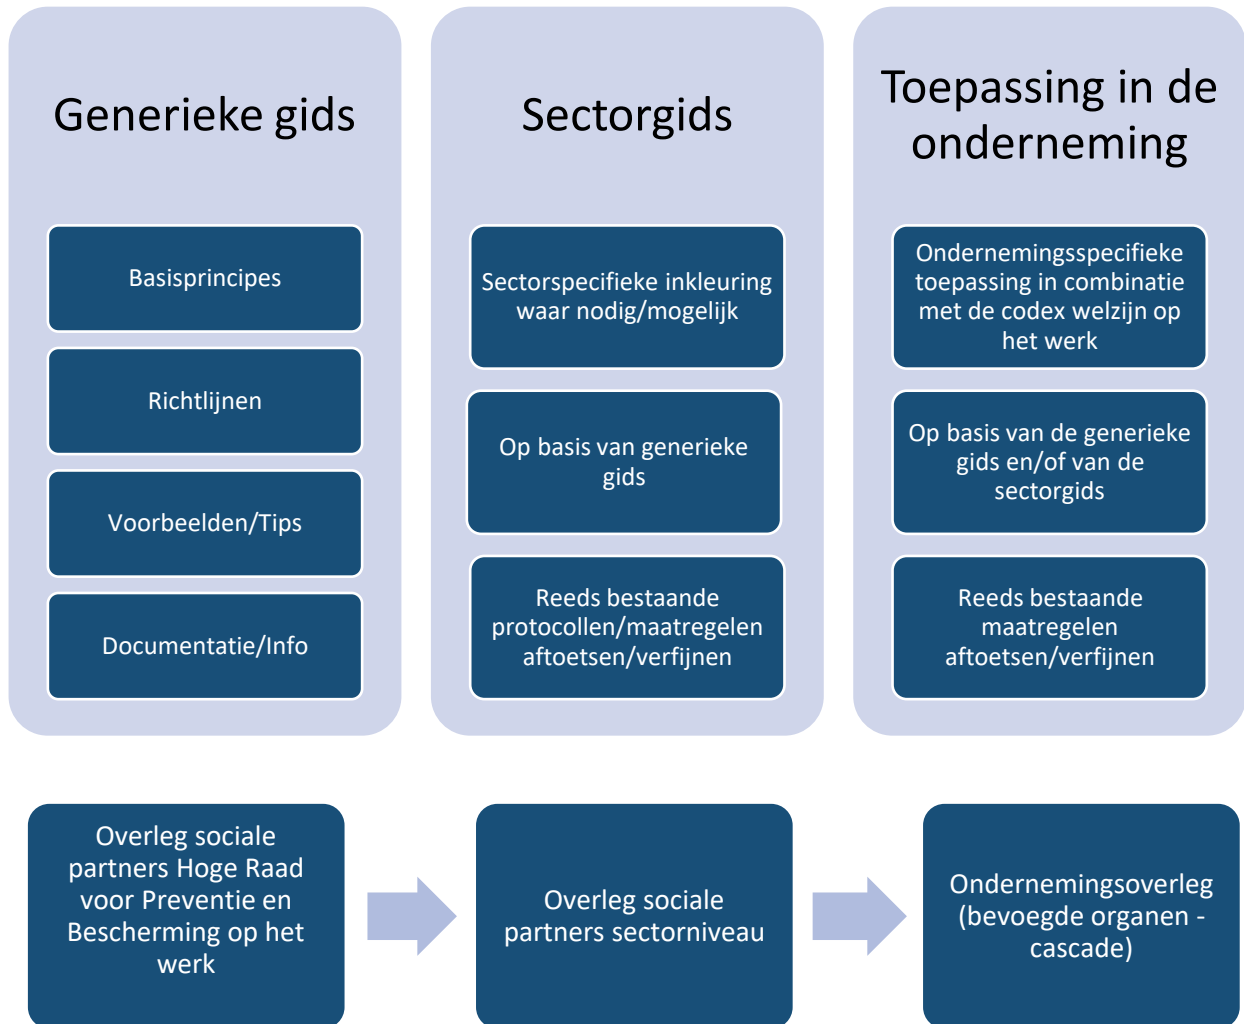 Generieke gids
Basisprincipes
Richtlijnen
Voorbeelden/Tips
Documentatie/Info
Sectorgids
Sectorspecifieke inkleuring
waar nodig/mogelijk
Op basis van generieke
gids
Reeds bestaande
protocollen/maatregelen
aftoetsen/verfijnen
Toepassing in de
onderneming
Ondernemingsspecifieke
toepassing in combinatie
met de codex welzijn op
het werk
Op basis van de generieke
gids en/of van de
sectorgids
Reeds bestaande
maatregelen
aftoetsen/verfijnen
Overleg sociale
partners Hoge Raad
voor Preventie en
Bescherming op het
werk
Overleg sociale
partners sectorniveau
Ondernemingsoverleg
(bevoegde organen -
cascade)